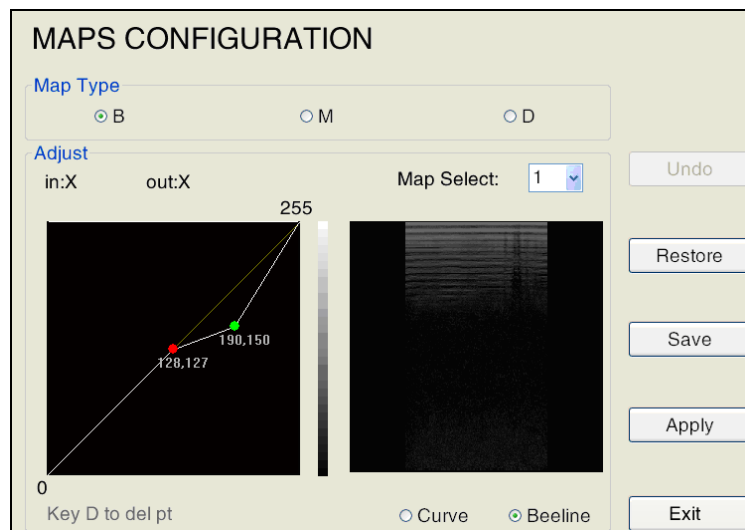 MAPS CONFIGURATION
Map Type
B M D
Adjust
in:X out:X Map Select: 1
255
190,150
128,127
0
Key D to del pt
Curve Beeline
Undo
Restore
Save
Apply
Exit